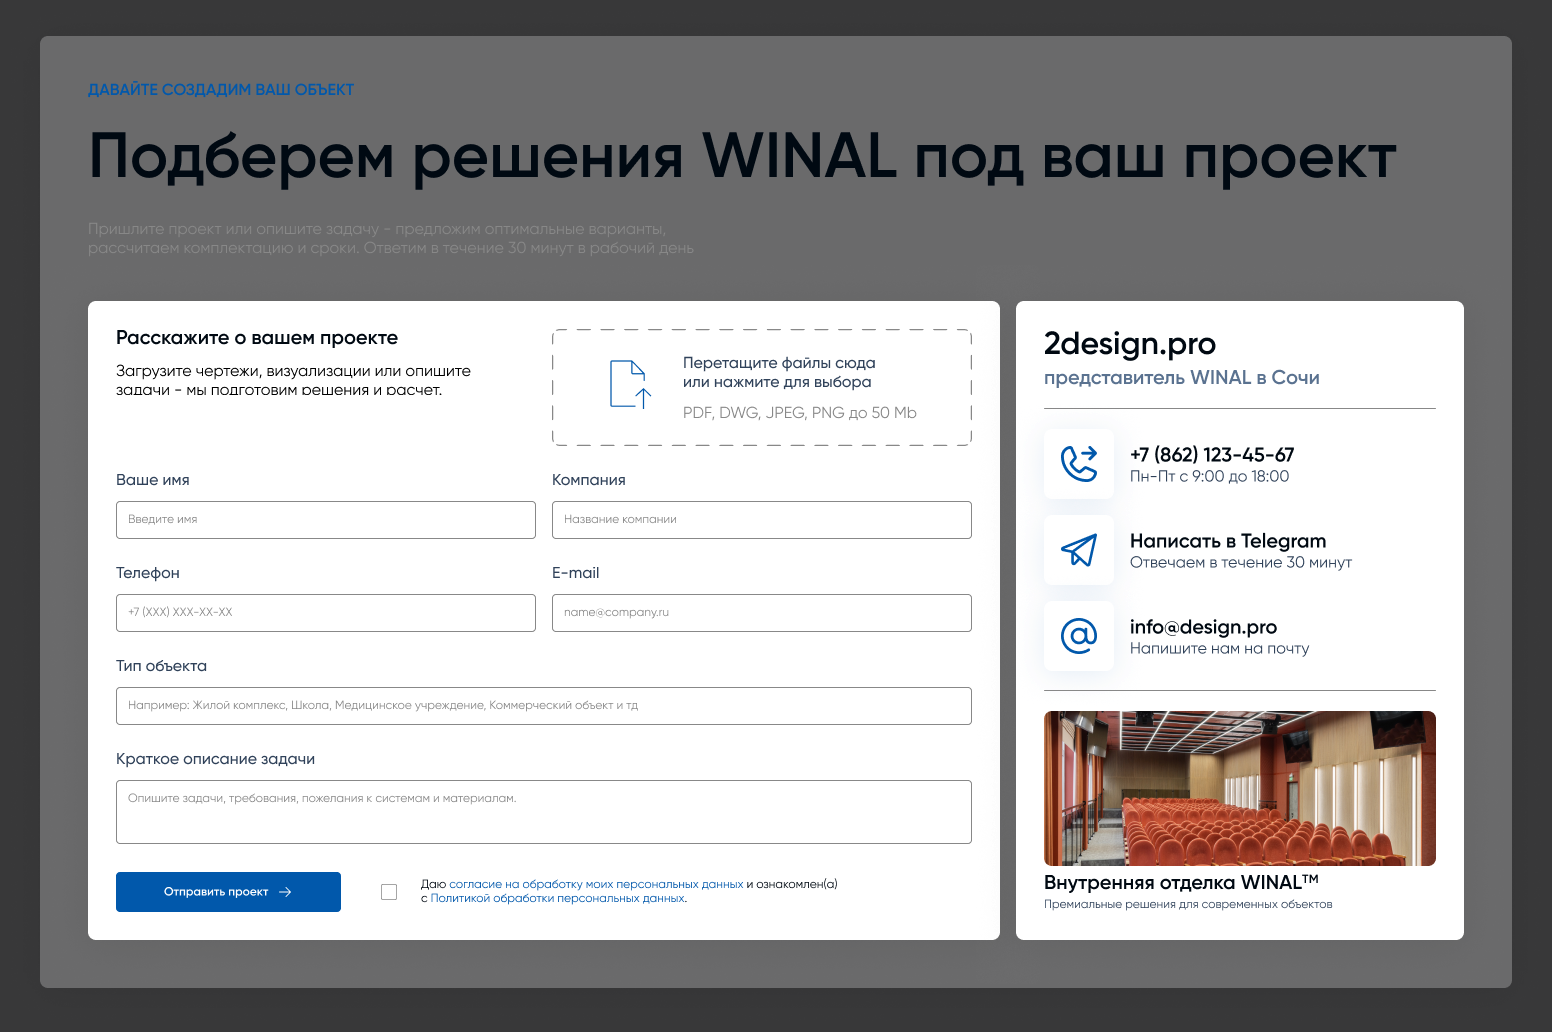 ДАВАЙТЕ СОЗДАДИМ ВАШ ОБЪЕКТ
Подберем решения WINAL под ваш проект
Пришлите проект или опишите задачу - предложим оптимальные варианты,
рассчитаем комплектацию и сроки. Ответим в течение 30 минут в рабочий день
Расскажите о вашем проекте
Загрузите чертежи, визуализации или опишите
задачи - мы подготовим решения и расчет.
Перетащите файлы сюда
или нажмите для выбора
PDF, DWG, JPEG, PNG до 50 Mb
Ваше имя
Введите имя
Компания
Название компании
Телефон
+7 (XXX) XXX-XX-XX
E-mail
name@company.ru
Тип объекта
Например: Жилой комплекс, Школа, Медицинское учреждение, Коммерческий объект и тд
Краткое описание задачи
Опишите задачи, требования, пожелания к системам и материалам.
Отправить проект
Даю согласие на обработку моих персональных данных и ознакомлен(а)
с Политикой обработки персональных данных.
2design.pro
представитель WINAL в Сочи
+7 (862) 123-45-67
Пн-Пт с 9:00 до 18:00
Написать в Telegram
Отвечаем в течение 30 минут
info@design.pro
Напишите нам на почту
Внутренняя отделка WINAL™
Премиальные решения для современных объектов